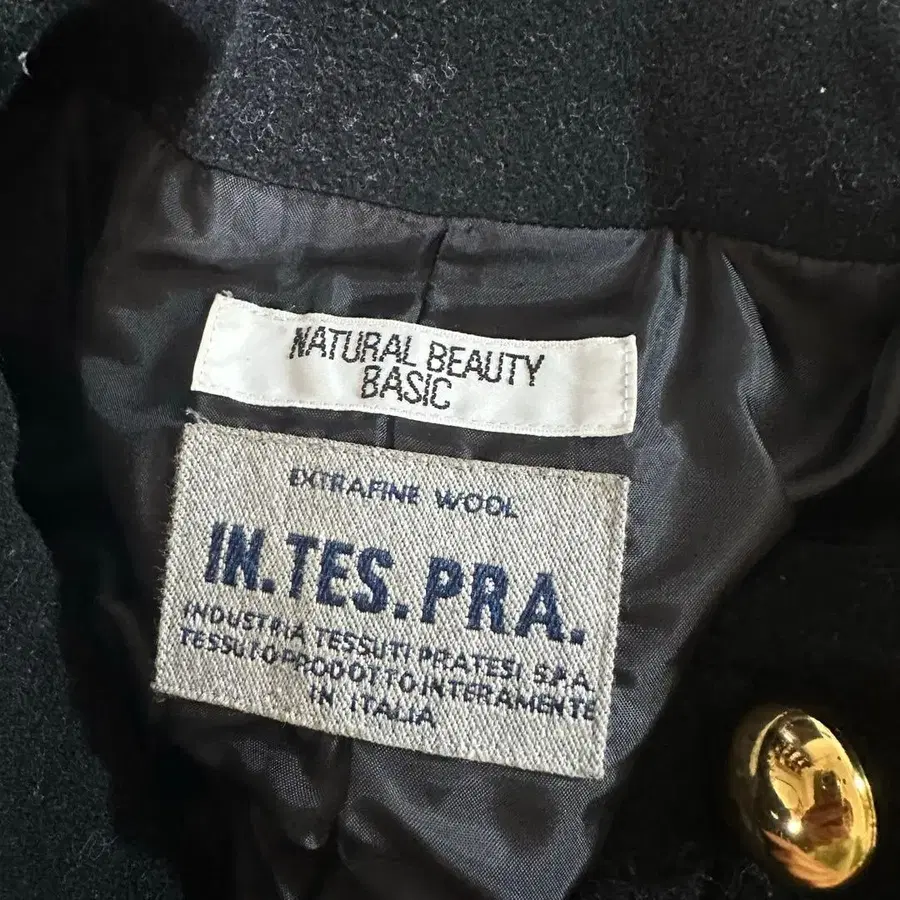 NATURAL BEAUTY
BASIC
EXTRAFINE WOOL
IN.TES.PRA.
INDUSTRIA TESSUTI PRATESI S.P.A.
TESSUTO PRODOTTO INTERAMENTE
IN ITALIA